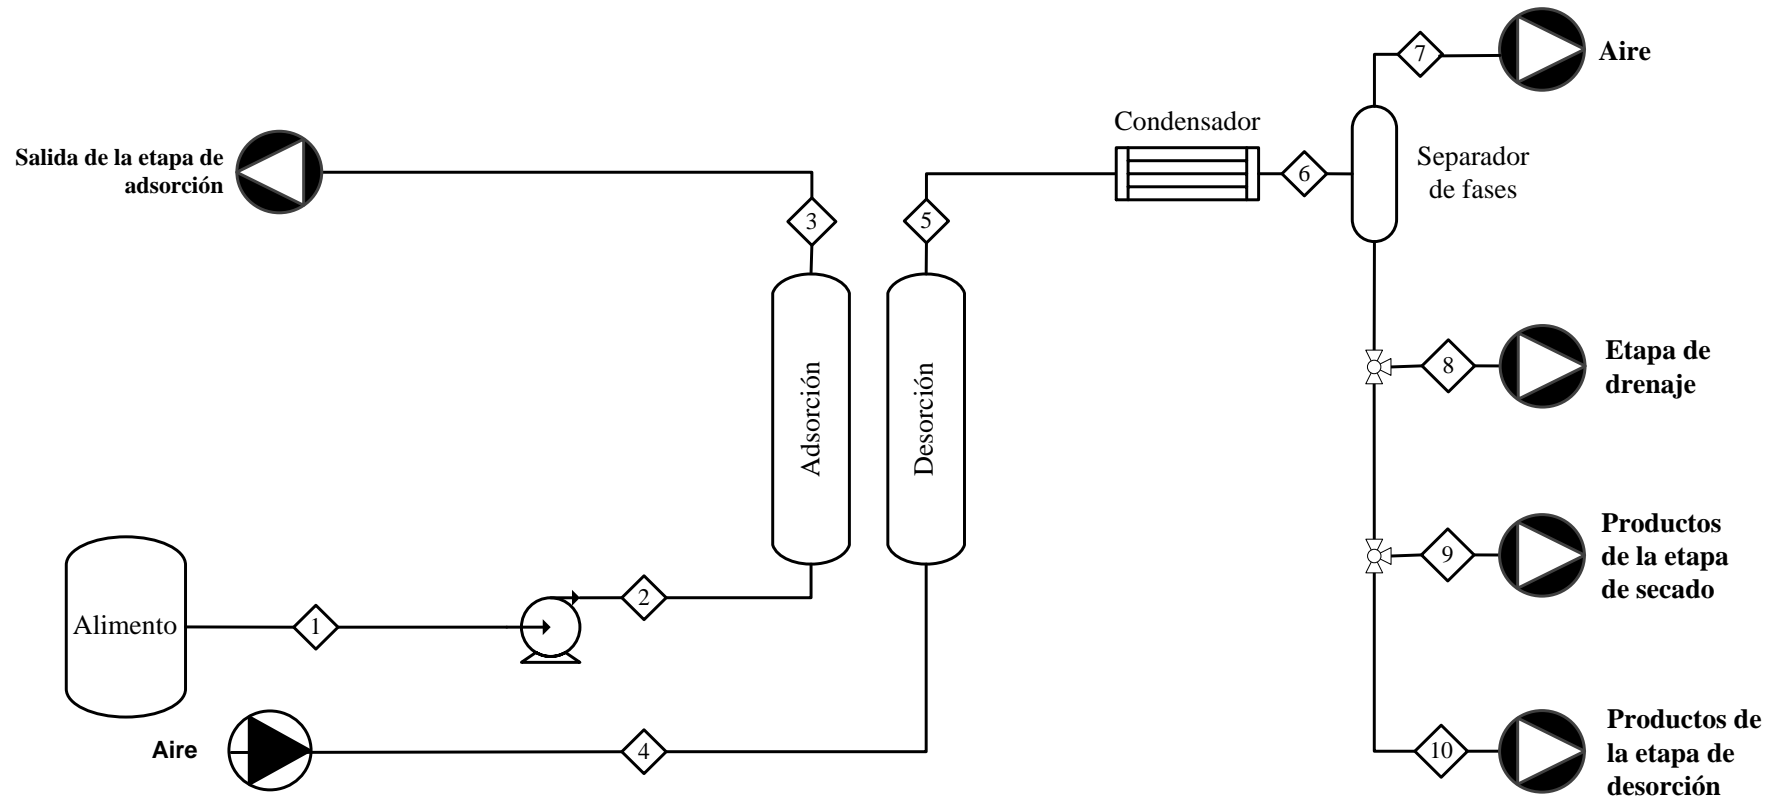 7
Aire
Condensador
Salida de la etapa de
adsorción
6
Separador
de fases
3
5
Adsorción
Desorción
8
Etapa de
drenaje
9
Productos
de la etapa
de secado
Alimento
1
2
Aire
4
10
Productos de
la etapa de
desorción